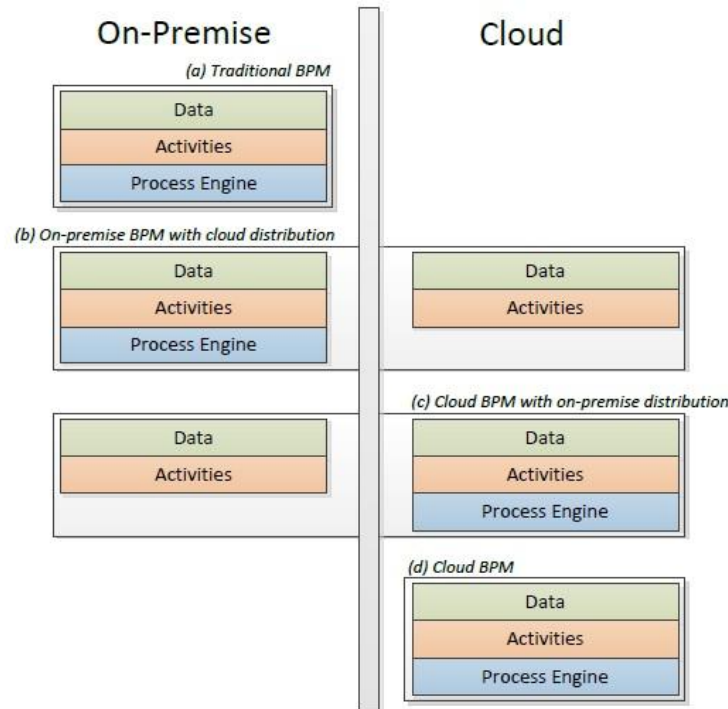 On-Premise
Cloud
(a) Traditional BPM
Data
Activities
Process Engine
(b) On-premise BPM with cloud distribution
Data
Activities
Process Engine
Data
Activities
(c) Cloud BPM with on-premise distribution
Data
Activities
Data
Activities
Process Engine
(d) Cloud BPM
Data
Activities
Process Engine